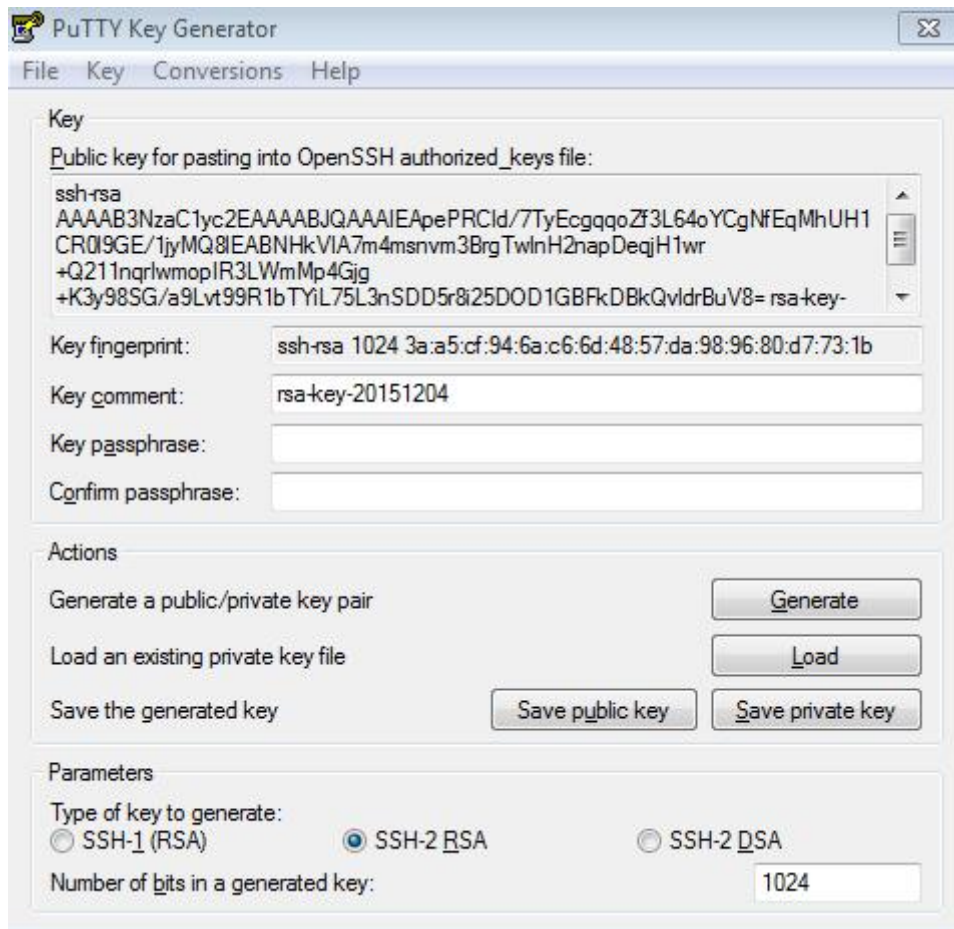 PuTTY Key Generator
File Key Conversions Help
Key
Public key for pasting into OpenSSH authorized_keys file:
ssh-rsa
AAAAB3NzaC1yc2EAAAABJQAAAIEApePRCId/7TyEcgqqoZf3L64oYCgNfEqMhUH1
CR0I9GE/1jyMQ8IEABNHkVIA7m4msnvm3BrgTwInH2napDeqjH1wr
+Q211nqrIwmopIR3LWmMp4Gjg
+K3y98SG/a9Lvt99R1bTYiL75L3nSDD5r8i25DOD1GBFkDBkQvldrBuV8= rsa-key-
Key fingerprint: ssh-rsa 1024 3a:a5:cf:94:6a:c6:6d:48:57:da:98:96:80:d7:73:1b
Key comment: rsa-key-20151204
Key passphrase:
Confirm passphrase:
Actions
Generate a public/private key pair Generate
Load an existing private key file Load
Save the generated key Save public key Save private key
Parameters
Type of key to generate:
SSH-1 (RSA) SSH-2 RSA SSH-2 DSA
Number of bits in a generated key: 1024